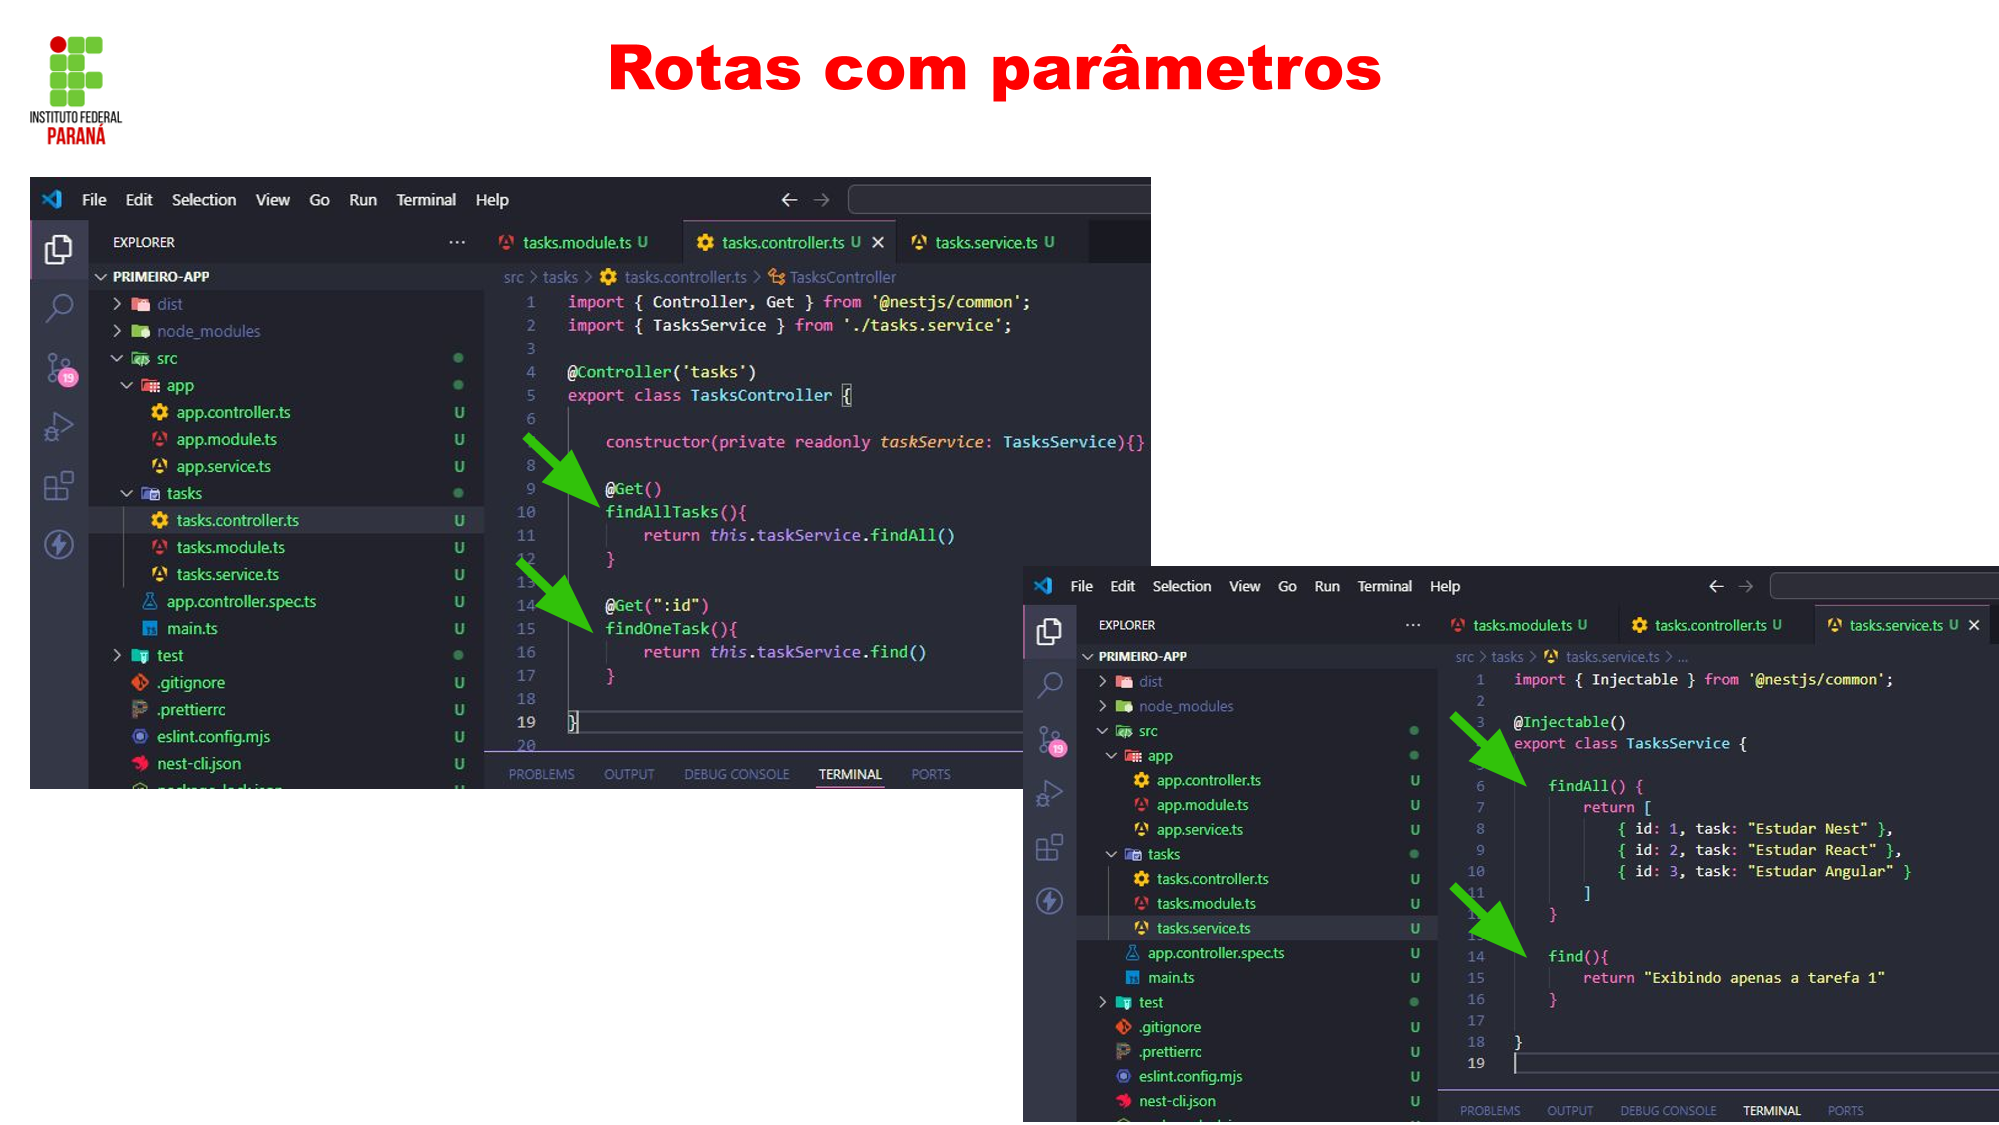 INSTITUTO FEDERAL
PARANÁ
Rotas com parâmetros
File Edit Selection View Go Run Terminal Help
EXPLORER
PRIMEIRO-APP
dist
node_modules
src
app
app.controller.ts U
app.module.ts U
app.service.ts U
tasks
tasks.controller.ts U
tasks.module.ts U
tasks.service.ts U
app.controller.spec.ts U
main.ts U
test
.gitignore U
.prettierrc U
eslint.config.mjs U
nest-cli.json U
19
tasks.module.ts U tasks.controller.ts U tasks.service.ts U
src > tasks > tasks.controller.ts > TasksController
1 import { Controller, Get } from '@nestjs/common';
2 import { TasksService } from './tasks.service';
3
4 @Controller('tasks')
5 export class TasksController {
6
constructor(private readonly taskService: TasksService){}
8
9 @Get()
10 findAllTasks(){
11 return this.taskService.findAll()
12 }
13
14 @Get(":id")
15 findOneTask(){
16 return this.taskService.find()
17 }
18
19 }
20
PROBLEMS OUTPUT DEBUG CONSOLE TERMINAL PORTS
File Edit Selection View Go Run Terminal Help
EXPLORER
PRIMEIRO-APP
dist
node_modules
src
app
app.controller.ts U
app.module.ts U
app.service.ts U
tasks
tasks.controller.ts U
tasks.module.ts U
tasks.service.ts U
app.controller.spec.ts U
main.ts U
test
.gitignore U
.prettierrc U
eslint.config.mjs U
nest-cli.json U
19
tasks.module.ts U tasks.controller.ts U tasks.service.ts U
src > tasks > tasks.service.ts > ...
1 import { Injectable } from '@nestjs/common';
2
3 @Injectable()
export class TasksService {
6 findAll() {
7 return [
8 { id: 1, task: "Estudar Nest" },
9 { id: 2, task: "Estudar React" },
10 { id: 3, task: "Estudar Angular" }
11 ]
}
14 find(){
15 return "Exibindo apenas a tarefa 1"
16 }
17
18 }
19
PROBLEMS OUTPUT DEBUG CONSOLE TERMINAL PORTS